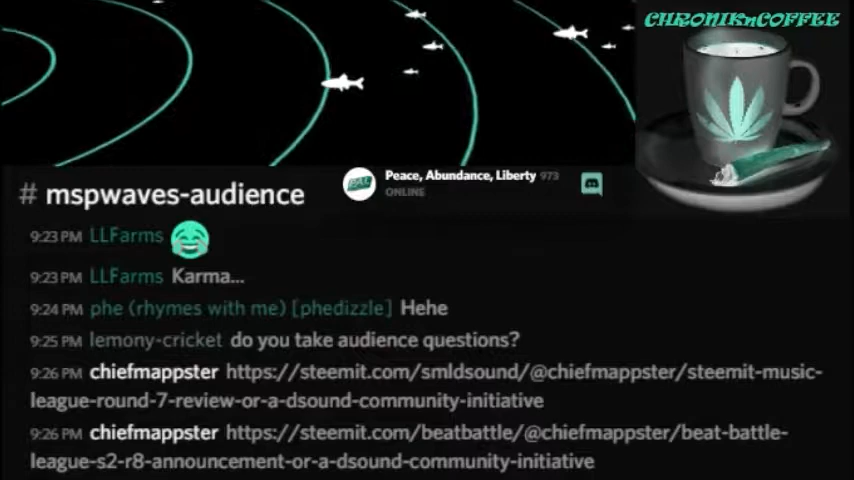 CHRONIKnCOFFEE
# mspwaves-audience
Peace, Abundance, Liberty 973
ONLINE
9:23 PM LLFarms
9:23 PM LLFarms Karma...
9:24 PM phe (rhymes with me) [phedizzle] Hehe
9:25 PM lemony-cricket do you take audience questions?
9:26 PM chiefmappster https://steemit.com/smldsound/@chiefmappster/steemit-music-
league-round-7-review-or-a-dsound-community-initiative
9:26 PM chiefmappster https://steemit.com/beatbattle/@chiefmappster/beat-battle-
league-s2-r8-announcement-or-a-dsound-community-initiative